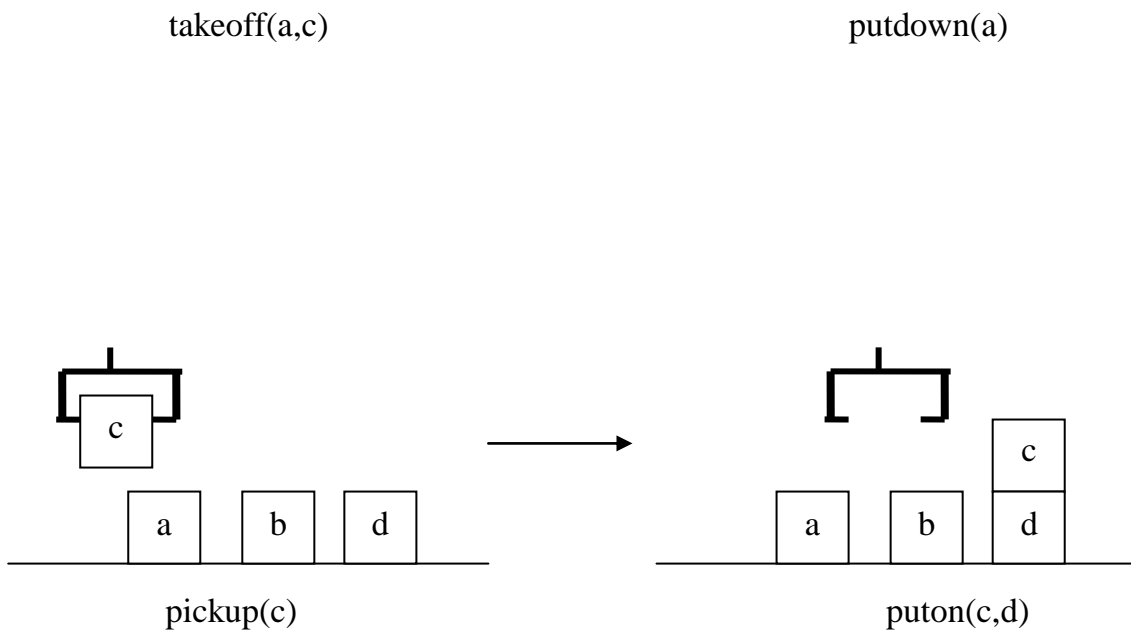 takeoff(a,c) putdown(a)
c
c
a b d a b d
pickup(c) puton(c,d)